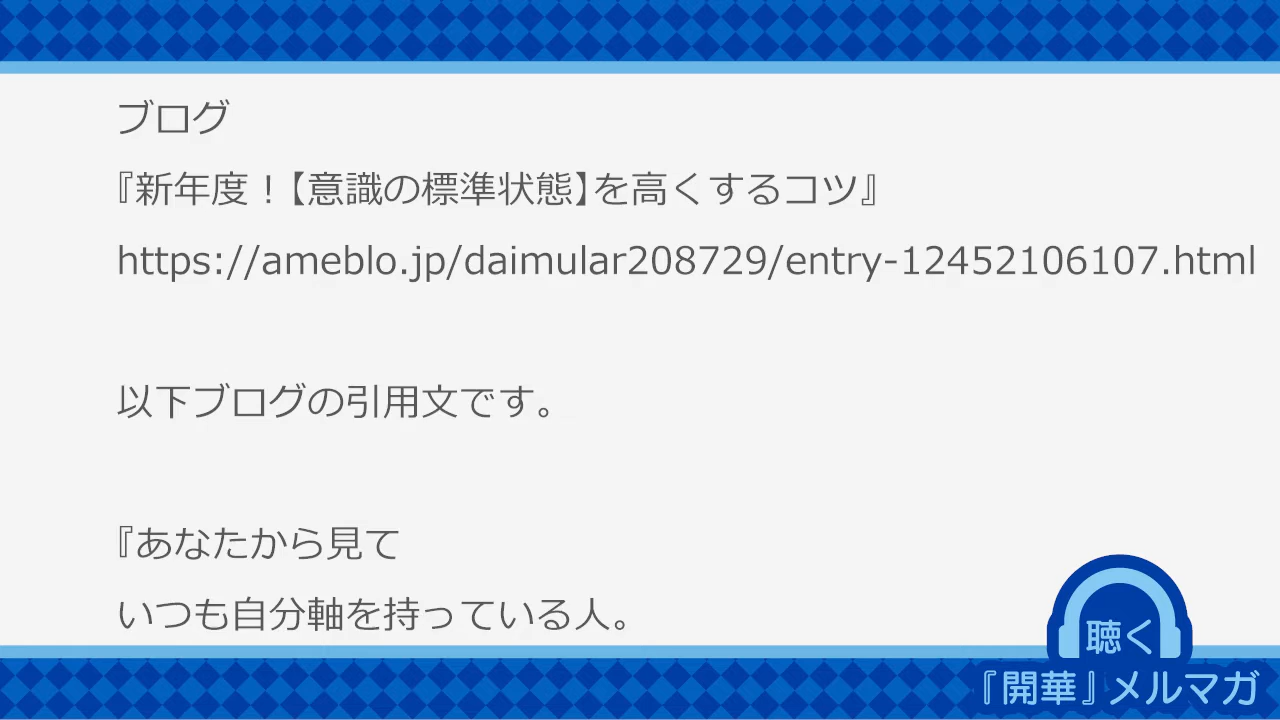 ブログ
『新年度！【意識の標準状態】を高くするコツ』
https://ameblo.jp/daimular208729/entry-12452106107.html
以下ブログの引用文です。
『あなたから見て
いつも自分軸を持っている人。
聴く
『開華』メルマガ